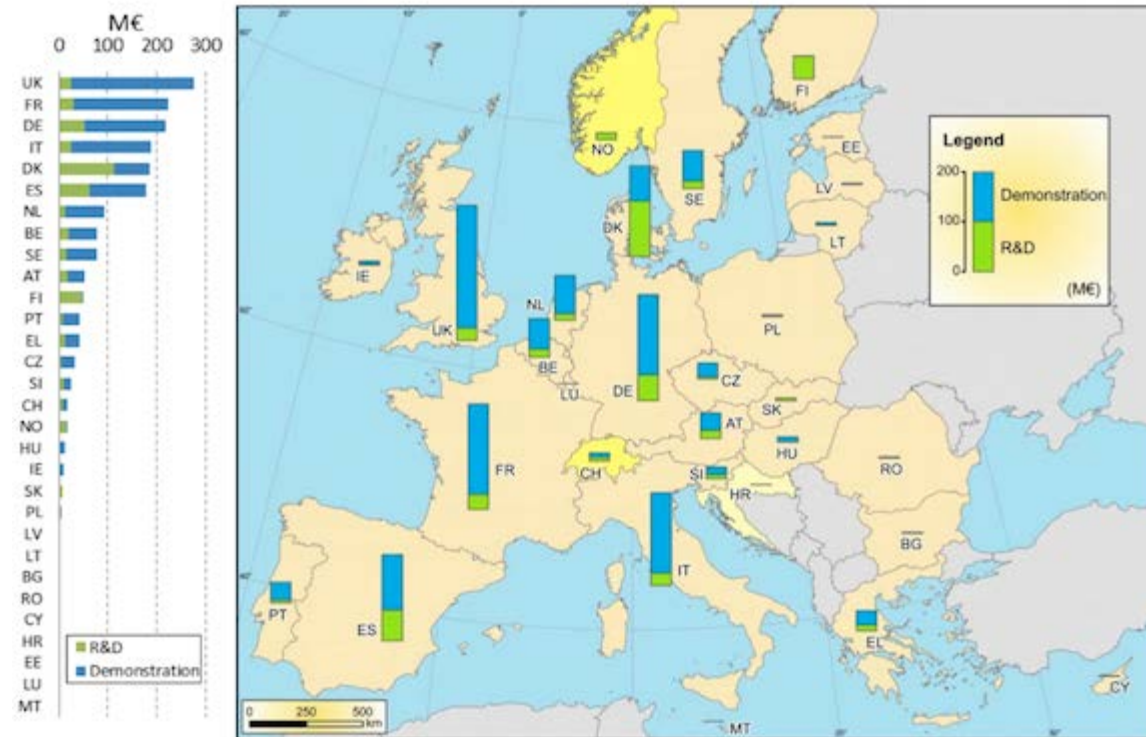 M€
0 100 200 300
UK
FR
DE
IT
DK
ES
NL
BE
SE
AT
FI
PT
EL
CZ
SI
CH
NO
HU
IE
SK
PL
LV
LT
BG
RO
CY
HR
EE
LU
MT
R&D
Demonstration
FI
NO
EE
SE
LV
LT
DK
IE
NL
UK
PL
BE
CZ
LU
DE
SK
AT
HU
FR
CH
SI
RO
HR
BG
IT
PT
ES
EL
CY
MT
Legend
200
Demonstration
100
R&D
0
(M€)
0 250 500
km